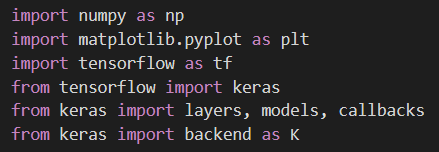 import numpy as np
import matplotlib.pyplot as plt
import tensorflow as tf
from tensorflow import keras
from keras import layers, models, callbacks
from keras import backend as K